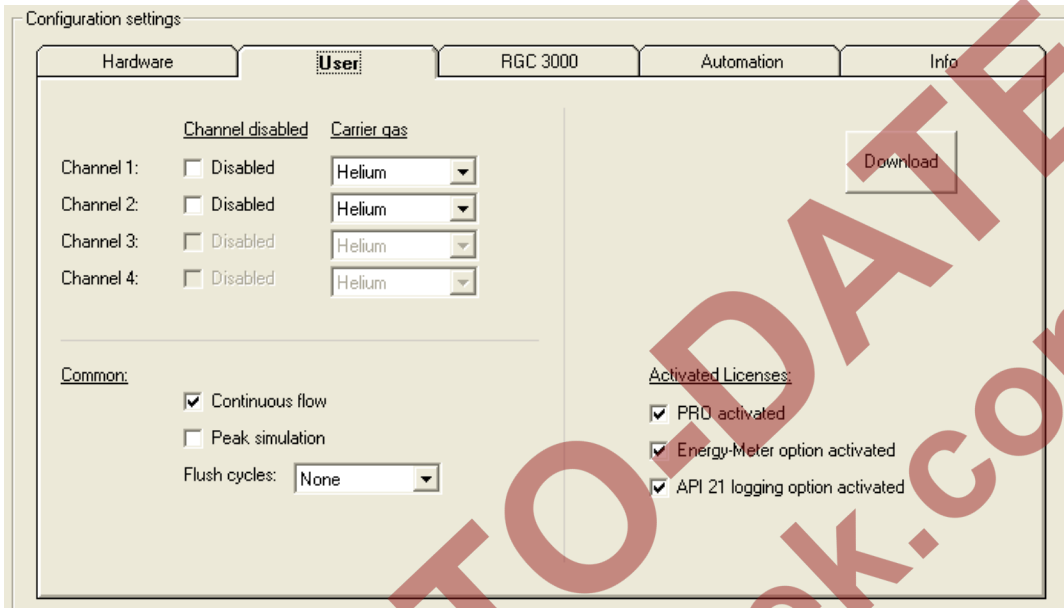 Configuration settings
Hardware User RGC 3000 Automation Info
Channel disabled Carrier gas
Channel 1: Disabled Helium
Channel 2: Disabled Helium
Channel 3: Disabled Helium
Channel 4: Disabled Helium
Download
Common:
Continuous flow
Peak simulation
Flush cycles: None
Activated Licenses:
PRO activated
Energy-Meter option activated
API 21 logging option activated
TO-DATE
k.co